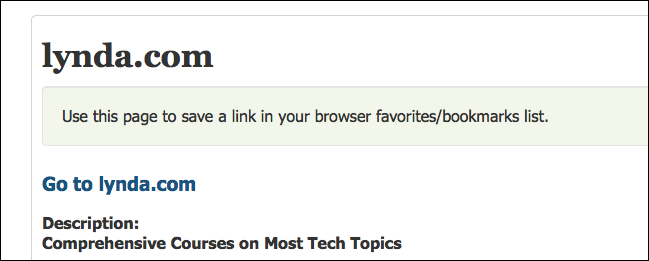 lynda.com
Use this page to save a link in your browser favorites/bookmarks list.
Go to lynda.com
Description:
Comprehensive Courses on Most Tech Topics